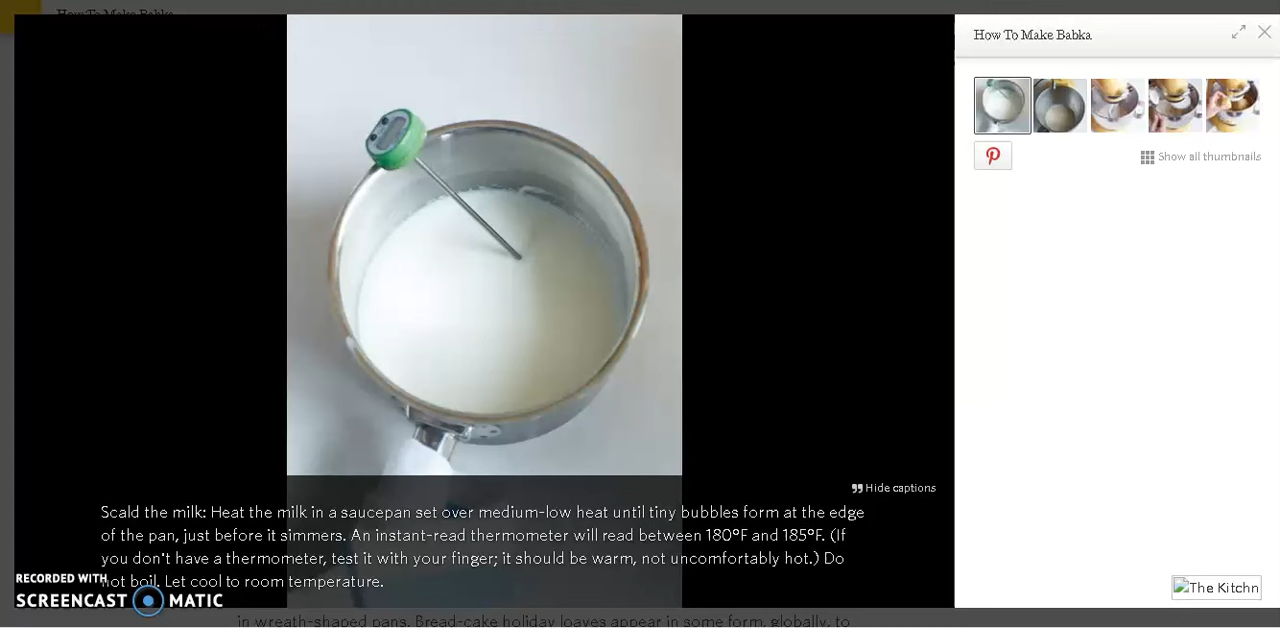 How To Make Babka
How To Make Babka
Show all thumbnails
Hide captions
Scald the milk: Heat the milk in a saucepan set over medium-low heat until tiny bubbles form at the edge
of the pan, just before it simmers. An instant-read thermometer will read between 180°F and 185°F. (If
you don't have a thermometer, test it with your finger; it should be warm, not uncomfortably hot.) Do
not boil. Let cool to room temperature.
RECORDED WITH
SCREENCAST MATIC
The Kitchn
in wreath-shaped pans. Bread-cake holiday loaves appear in some form, globally, to